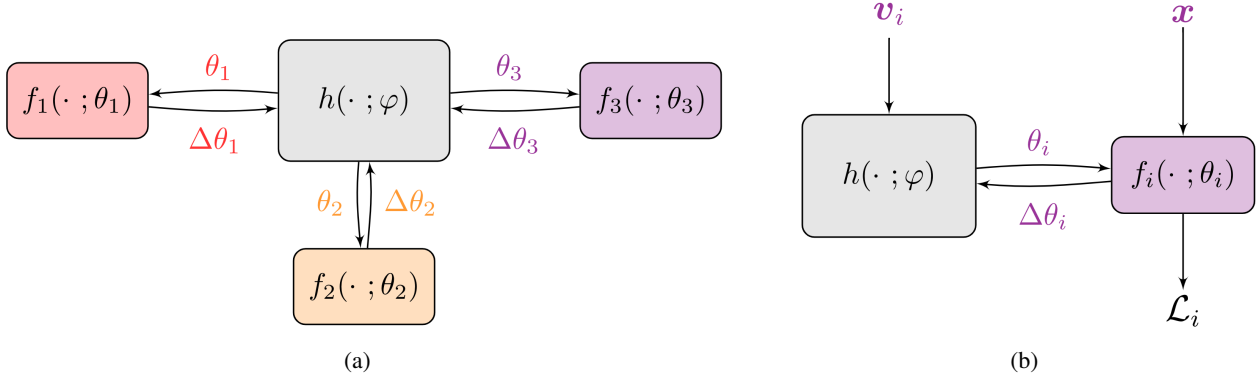 θ₁
f₁(· ; θ₁)
Δθ₁
h(· ; φ)
θ₃
f₃(· ; θ₃)
Δθ₃
θ₂
Δθ₂
f₂(· ; θ₂)
(a)
𝒗ᵢ
𝒙
h(· ; φ)
θᵢ
fᵢ(· ; θᵢ)
Δθᵢ
ℒᵢ
(b)